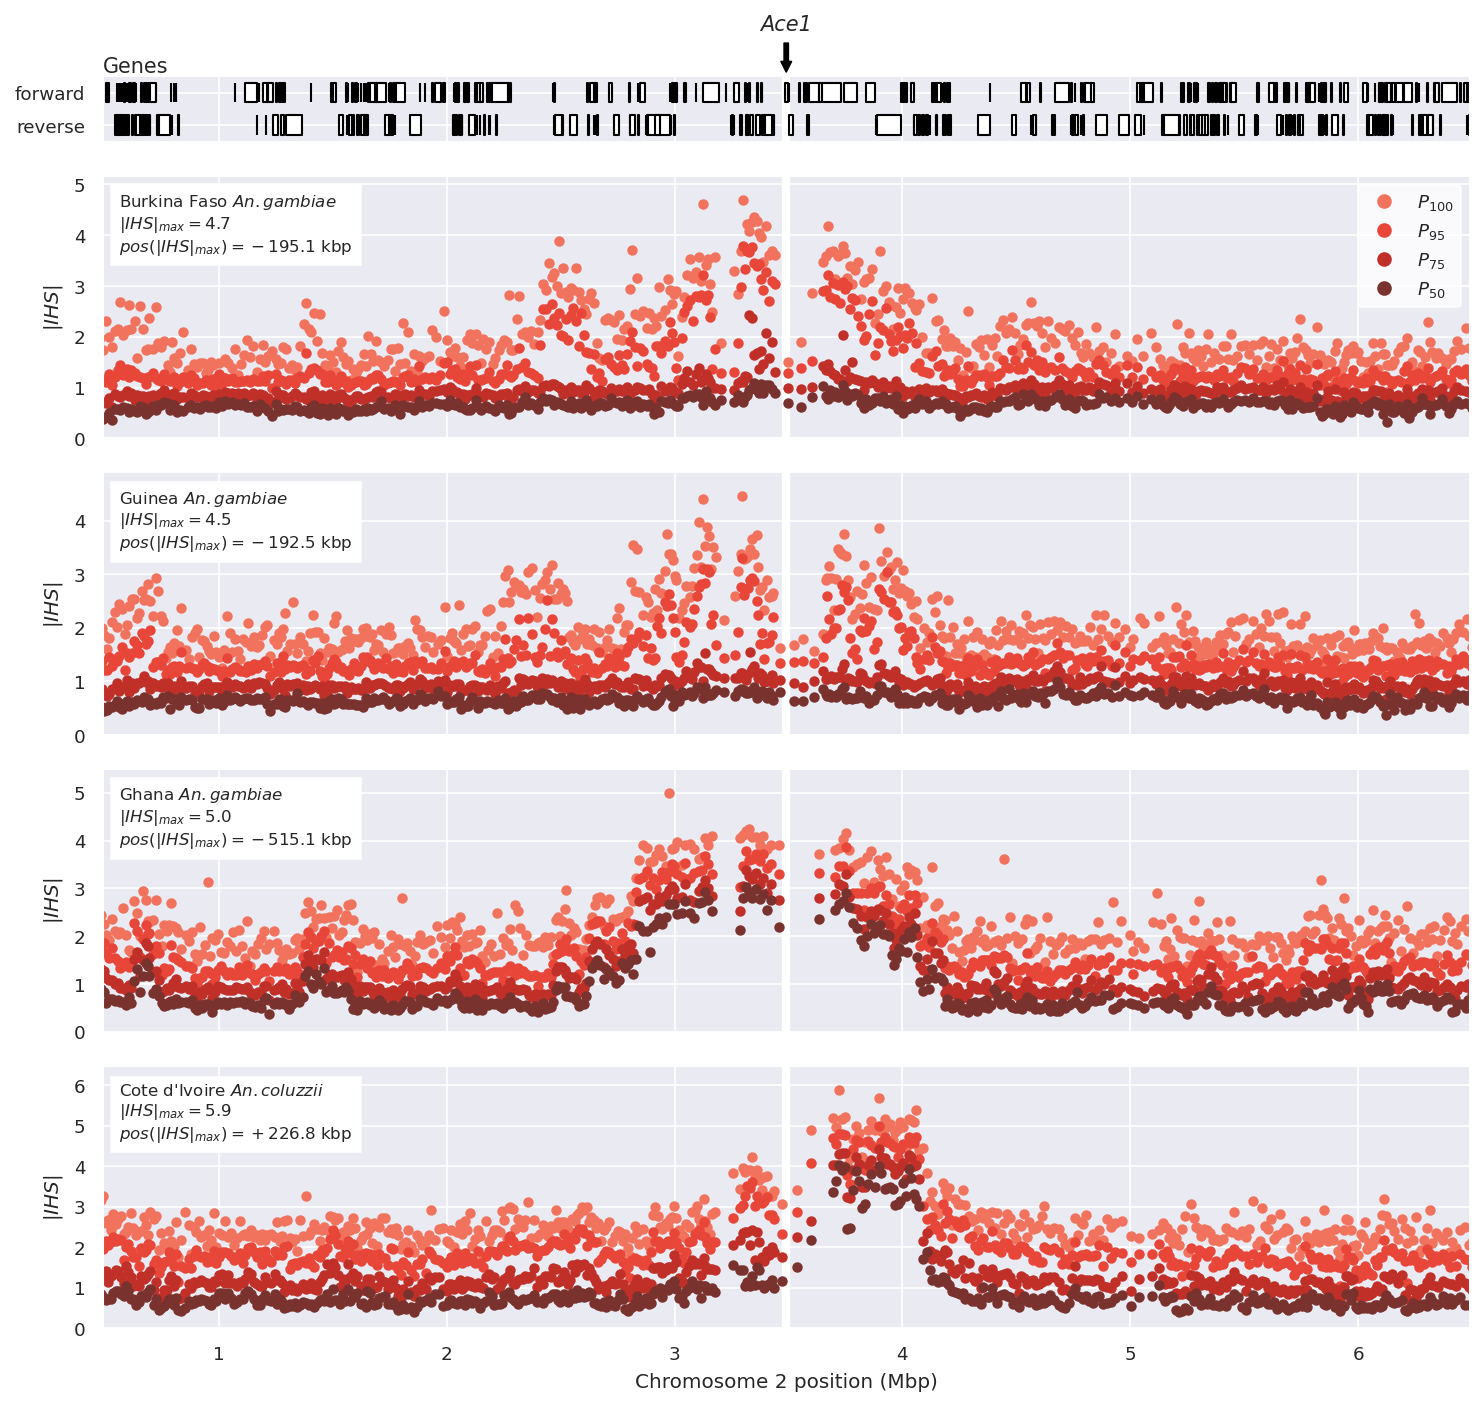 Ace1
Genes
forward
reverse
5
4
3
2
1
0
|IHS|
Burkina Faso An. gambiae
|IHS|max = 4.7
pos(|IHS|max) = −195.1 kbp
P100
P95
P75
P50
4
3
2
1
0
|IHS|
Guinea An. gambiae
|IHS|max = 4.5
pos(|IHS|max) = −192.5 kbp
5
4
3
2
1
0
|IHS|
Ghana An. gambiae
|IHS|max = 5.0
pos(|IHS|max) = −515.1 kbp
6
5
4
3
2
1
0
|IHS|
Cote d'Ivoire An. coluzzii
|IHS|max = 5.9
pos(|IHS|max) = +226.8 kbp
1 2 3 4 5 6
Chromosome 2 position (Mbp)